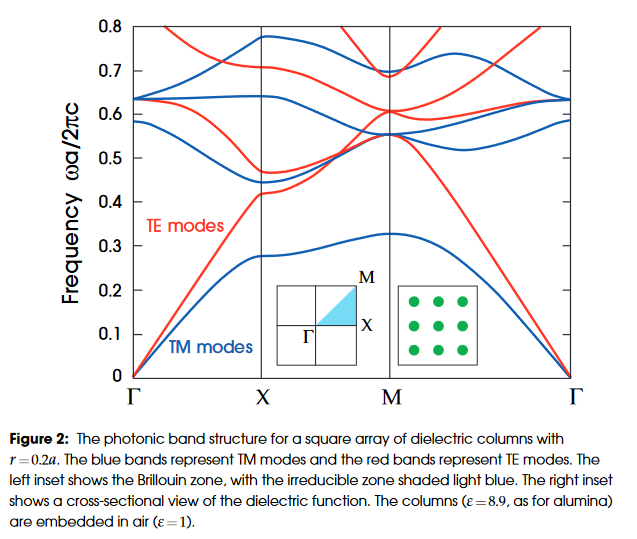 0.8
0.7
0.6
0.5
0.4
0.3
0.2
0.1
0
Frequency ωa/2πc
TE modes
TM modes
M
X
Γ
Γ X M Γ
Figure 2: The photonic band structure for a square array of dielectric columns with
r=0.2a. The blue bands represent TM modes and the red bands represent TE modes. The
left inset shows the Brillouin zone, with the irreducible zone shaded light blue. The right inset
shows a cross-sectional view of the dielectric function. The columns (ε=8.9, as for alumina)
are embedded in air (ε=1).